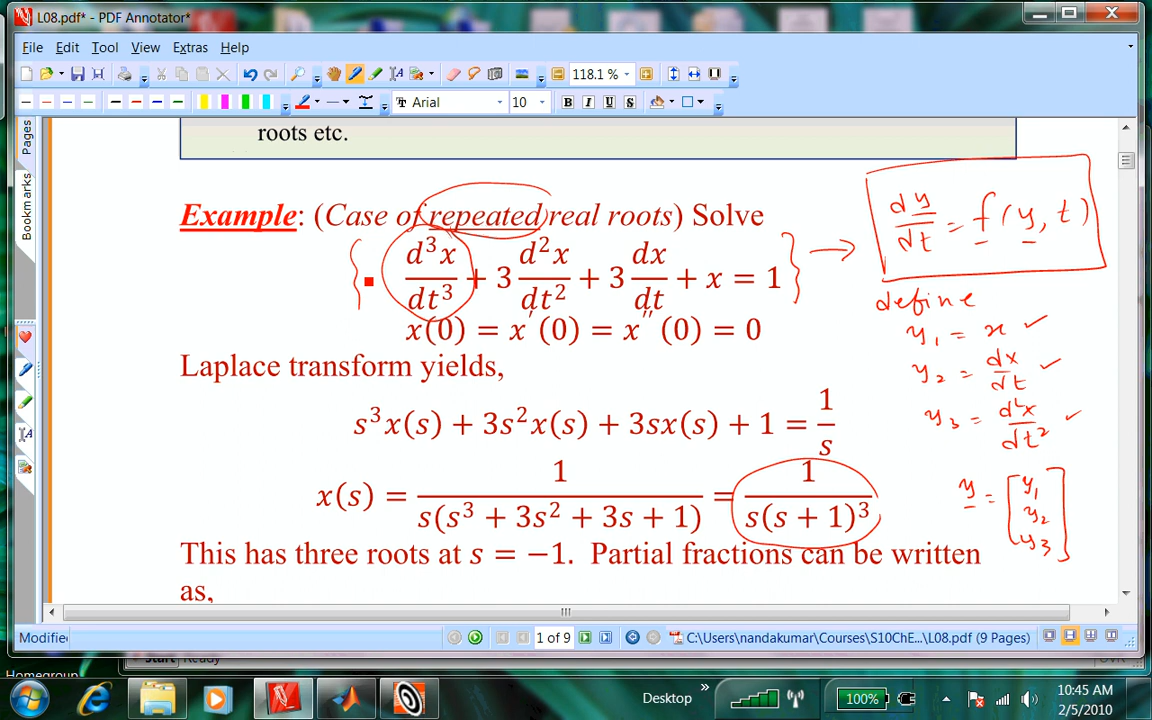 L08.pdf* - PDF Annotator*
File Edit Tool View Extras Help
118.1 %
Arial 10 B I U S
Pages
Bookmarks
roots etc.
Example: (Case of repeated real roots) Solve
d³x/dt³ + 3 d²x/dt² + 3 dx/dt + x = 1
x(0) = x′(0) = x″(0) = 0
Laplace transform yields,
s³x(s) + 3s²x(s) + 3sx(s) + 1 = 1/s
x(s) = 1/(s(s³ + 3s² + 3s + 1)) = 1/(s(s + 1)³)
This has three roots at s = −1. Partial fractions can be written
as,
dy/dt = f(y, t)
define
y₁ = x ✓
y₂ = dx/dt ✓
y₃ = d²x/dt² ✓
y = [y₁
y₂
y₃]
Modified
1 of 9
C:\Users\nandakumar\Courses\S10ChE...\L08.pdf (9 Pages)
Start Ready
OVR
Homegroup
Desktop »
100%
10:45 AM
2/5/2010